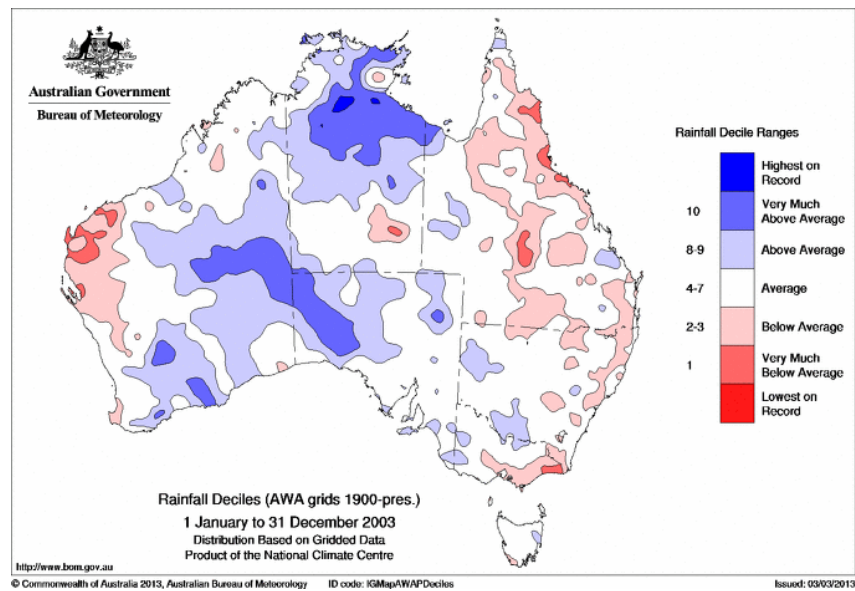 Australian Government
Bureau of Meteorology
Rainfall Decile Ranges
Highest on
Record
10
Very Much
Above Average
8-9
Above Average
4-7
Average
2-3
Below Average
1
Very Much
Below Average
Lowest on
Record
Rainfall Deciles (AWA grids 1900-pres.)
1 January to 31 December 2003
Distribution Based on Gridded Data
Product of the National Climate Centre
http://www.bom.gov.au
© Commonwealth of Australia 2013, Australian Bureau of Meteorology ID code: IGMapAWAPDeciles Issued: 03/03/2013